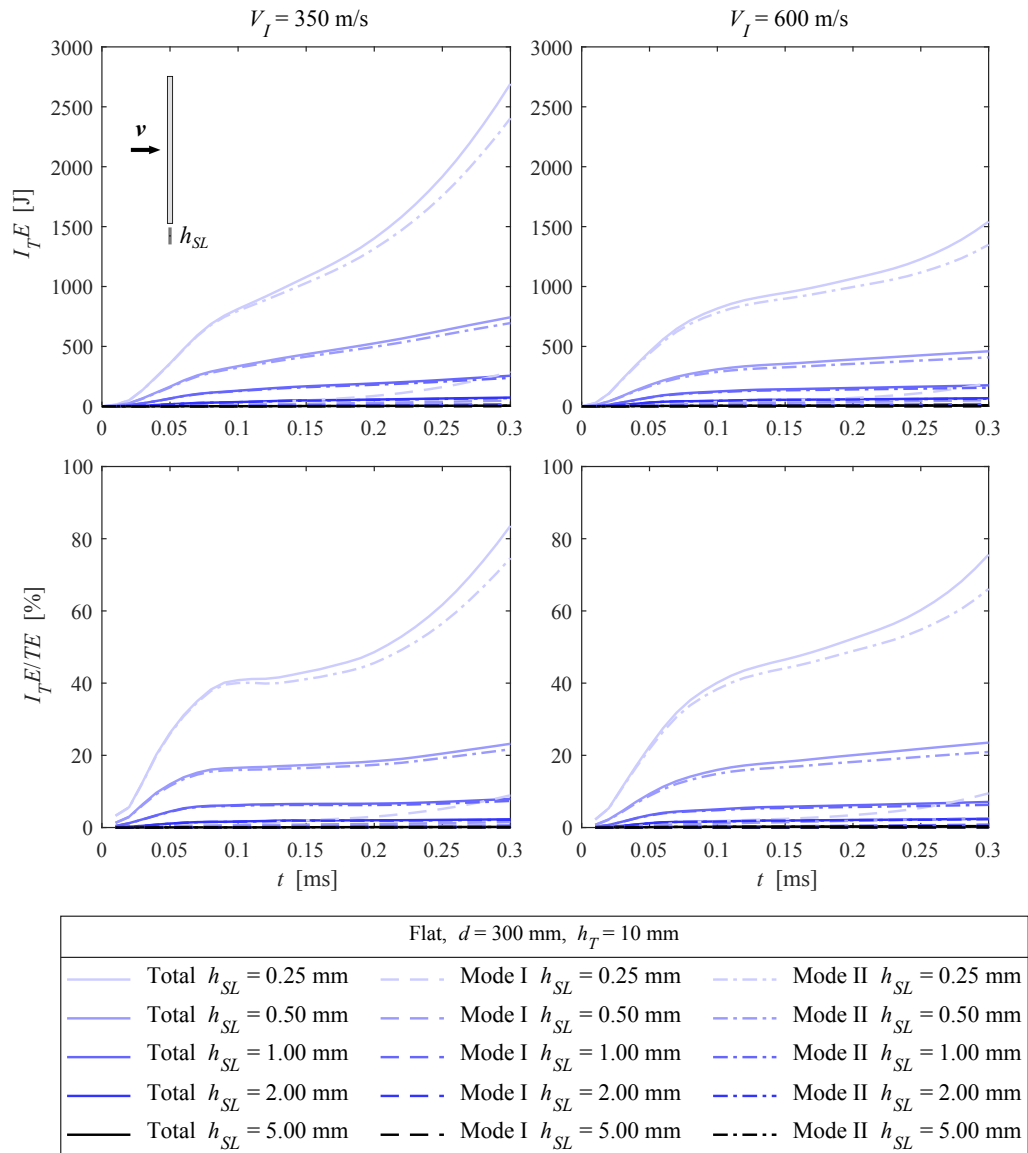 V_I = 350 m/s
V_I = 600 m/s
3000
2500
2000
1500
1000
500
0
I_T E [J]
v
h_SL
0 0.05 0.1 0.15 0.2 0.25 0.3
3000
2500
2000
1500
1000
500
0
0 0.05 0.1 0.15 0.2 0.25 0.3
100
80
60
40
20
0
I_T E/TE [%]
0 0.05 0.1 0.15 0.2 0.25 0.3
t [ms]
100
80
60
40
20
0
0 0.05 0.1 0.15 0.2 0.25 0.3
t [ms]
Flat, d = 300 mm, h_T = 10 mm
Total h_SL = 0.25 mm Mode I h_SL = 0.25 mm Mode II h_SL = 0.25 mm
Total h_SL = 0.50 mm Mode I h_SL = 0.50 mm Mode II h_SL = 0.50 mm
Total h_SL = 1.00 mm Mode I h_SL = 1.00 mm Mode II h_SL = 1.00 mm
Total h_SL = 2.00 mm Mode I h_SL = 2.00 mm Mode II h_SL = 2.00 mm
Total h_SL = 5.00 mm Mode I h_SL = 5.00 mm Mode II h_SL = 5.00 mm